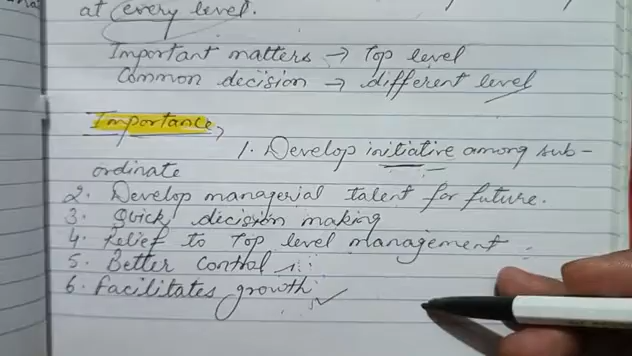 at every level.
Important matters → Top level
Common decision → different level
Importance,
1. Develop initiative among sub-
ordinate
2. Develop managerial talent for future.
3. Quick decision making
4. Relief to Top level management
5. Better Control
6. Facilitates growth